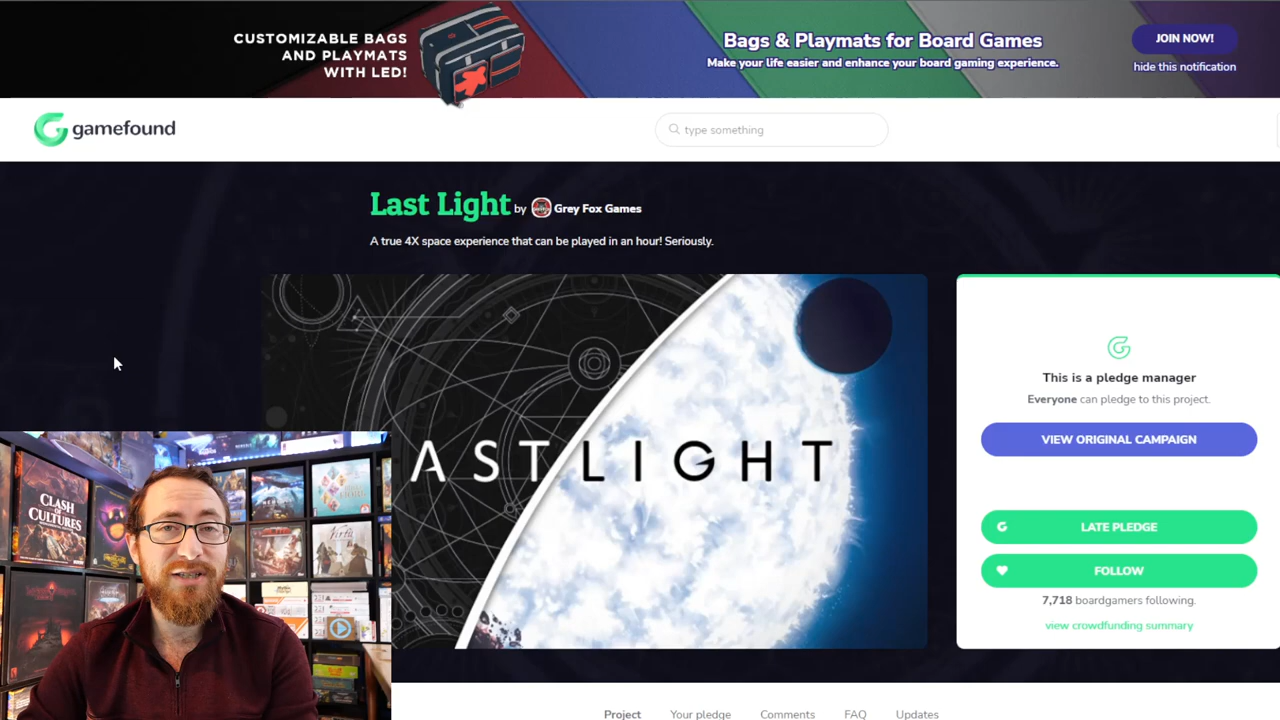 CUSTOMIZABLE BAGS
AND PLAYMATS
WITH LED!
Bags & Playmats for Board Games
Make your life easier and enhance your board gaming experience.
JOIN NOW!
hide this notification
gamefound
type something
Last Light by Grey Fox Games
A true 4X space experience that can be played in an hour! Seriously.
AST LIGHT
This is a pledge manager
Everyone can pledge to this project.
VIEW ORIGINAL CAMPAIGN
LATE PLEDGE
FOLLOW
7,718 boardgamers following.
view crowdfunding summary
CLASH
OF
CULTURES
Project
Your pledge
Comments
FAQ
Updates